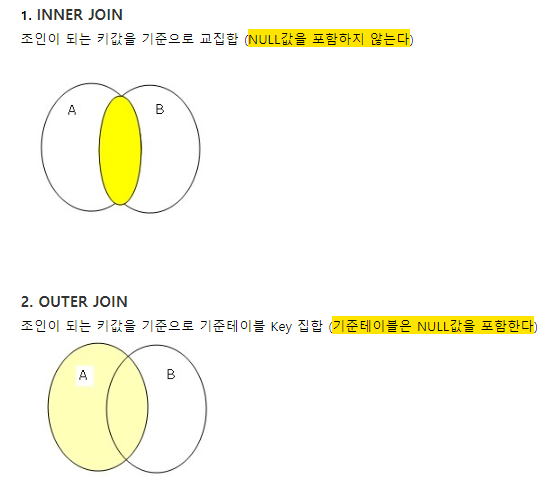 1. INNER JOIN
조인이 되는 키값을 기준으로 교집합 (NULL값을 포함하지 않는다)
A B
2. OUTER JOIN
조인이 되는 키값을 기준으로 기준테이블 Key 집합 (기준테이블은 NULL값을 포함한다)
A B